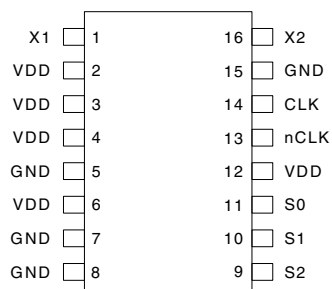 X1 1 16 X2
VDD 2 15 GND
VDD 3 14 CLK
VDD 4 13 nCLK
GND 5 12 VDD
VDD 6 11 S0
GND 7 10 S1
GND 8 9 S2